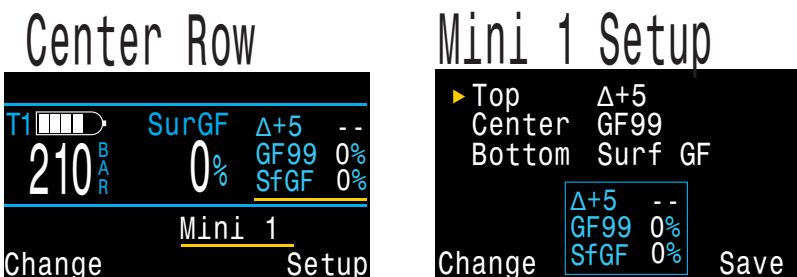 Center Row
T1 SurGF Δ+5 --
210 BAR 0% GF99 0%
SfGF 0%
Mini 1
Change Setup
Mini 1 Setup
Top Δ+5
Center GF99
Bottom Surf GF
Δ+5 --
GF99 0%
SfGF 0%
Change Save